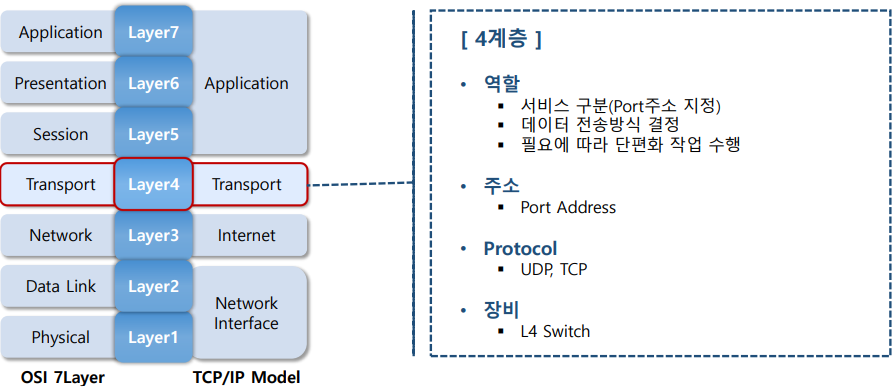 Application Layer7
Presentation Layer6 Application
Session Layer5
Transport Layer4 Transport
Network Layer3 Internet
Data Link Layer2
Network
Interface
Physical Layer1
OSI 7Layer TCP/IP Model
[ 4계층 ]
• 역할
▪ 서비스 구분(Port주소 지정)
▪ 데이터 전송방식 결정
▪ 필요에 따라 단편화 작업 수행
• 주소
▪ Port Address
• Protocol
▪ UDP, TCP
• 장비
▪ L4 Switch